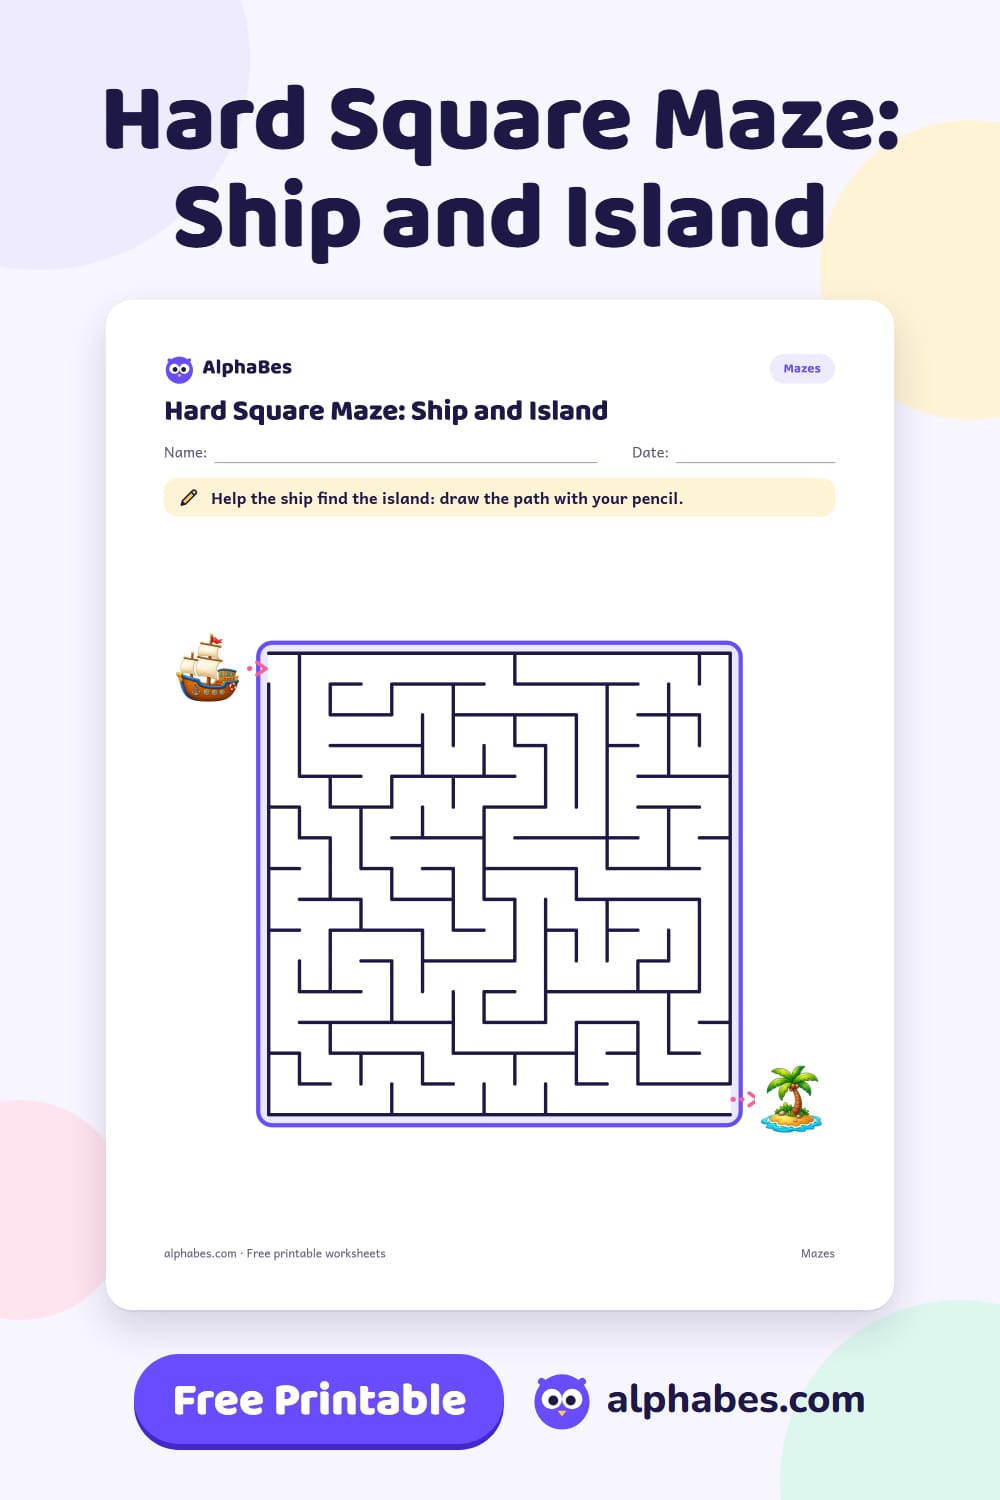 Hard Square Maze:
Ship and Island
AlphaBes
Mazes
Hard Square Maze: Ship and Island
Name:
Date:
Help the ship find the island: draw the path with your pencil.
alphabes.com · Free printable worksheets
Mazes
Free Printable
alphabes.com